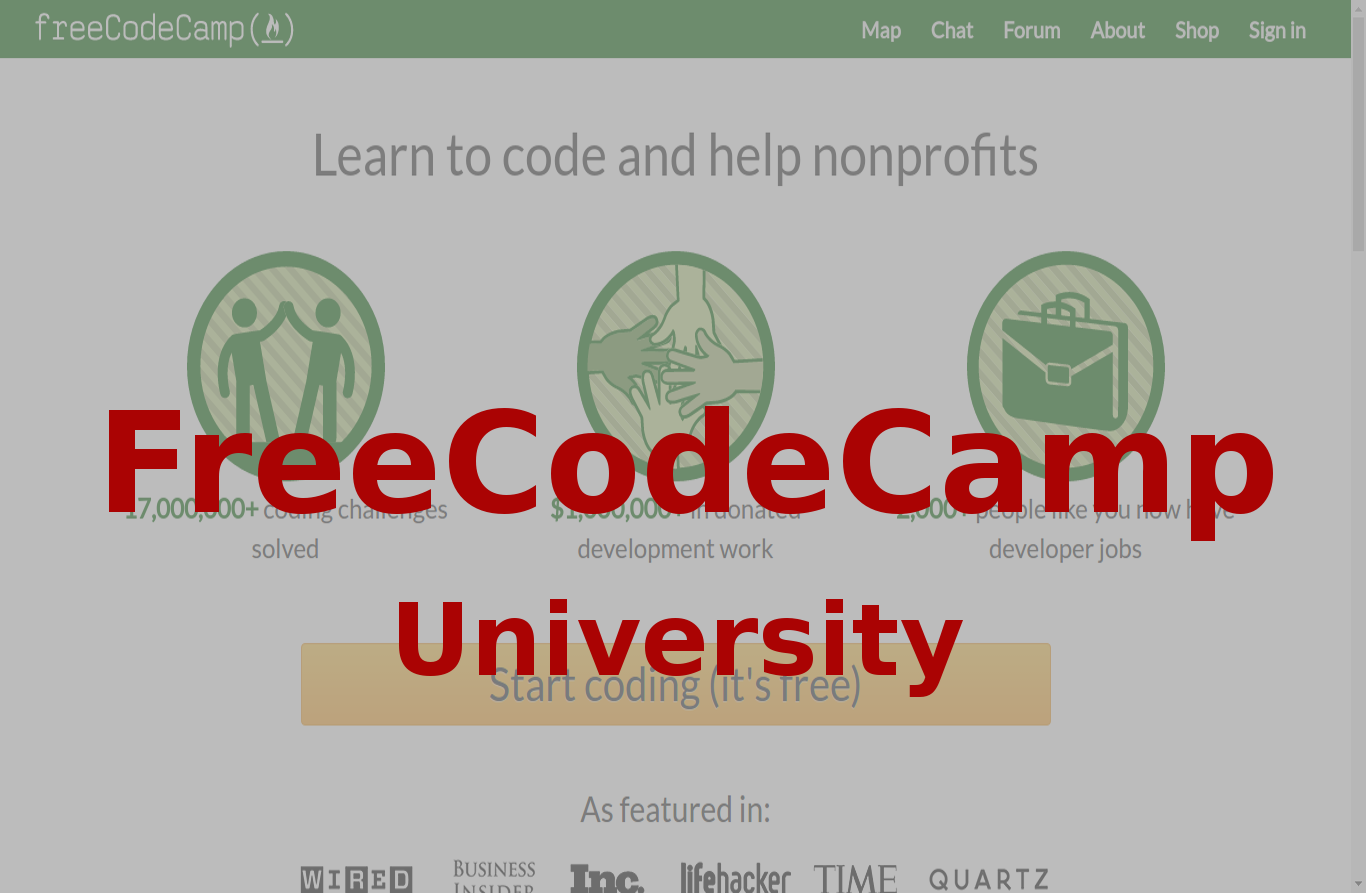 freeCodeCamp
Map Chat Forum About Shop Sign in
Learn to code and help nonprofits
FreeCodeCamp
17,000,000+ coding challenges
solved
$1,000,000+ in donated
development work
2,000+ people like you now have
developer jobs
University
Start coding (it's free)
As featured in:
WIRED
BUSINESS
INSIDER
Inc.
lifehacker
TIME
QUARTZ